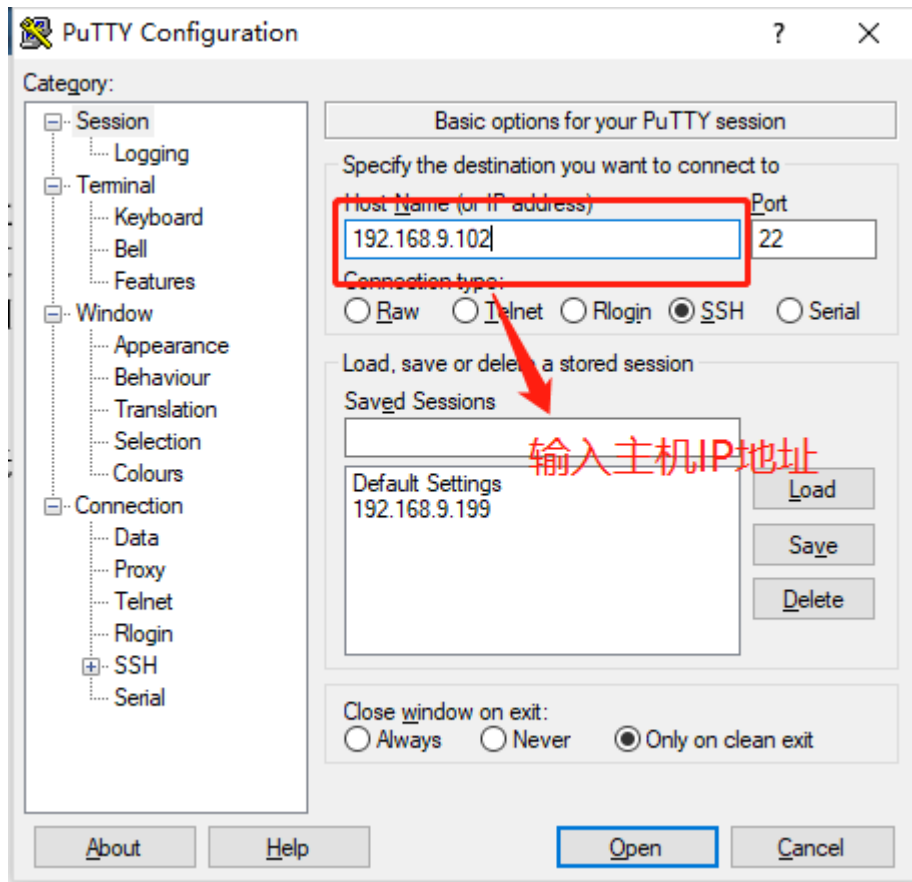 PuTTY Configuration
?
Category:
Session
Logging
Terminal
Keyboard
Bell
Features
Window
Appearance
Behaviour
Translation
Selection
Colours
Connection
Data
Proxy
Telnet
Rlogin
SSH
Serial
Basic options for your PuTTY session
Specify the destination you want to connect to
Host Name (or IP address) Port
192.168.9.102 22
Connection type:
Raw Telnet Rlogin SSH Serial
Load, save or delete a stored session
Saved Sessions
输入主机IP地址
Default Settings
192.168.9.199
Load
Save
Delete
Close window on exit:
Always Never Only on clean exit
About Help Open Cancel